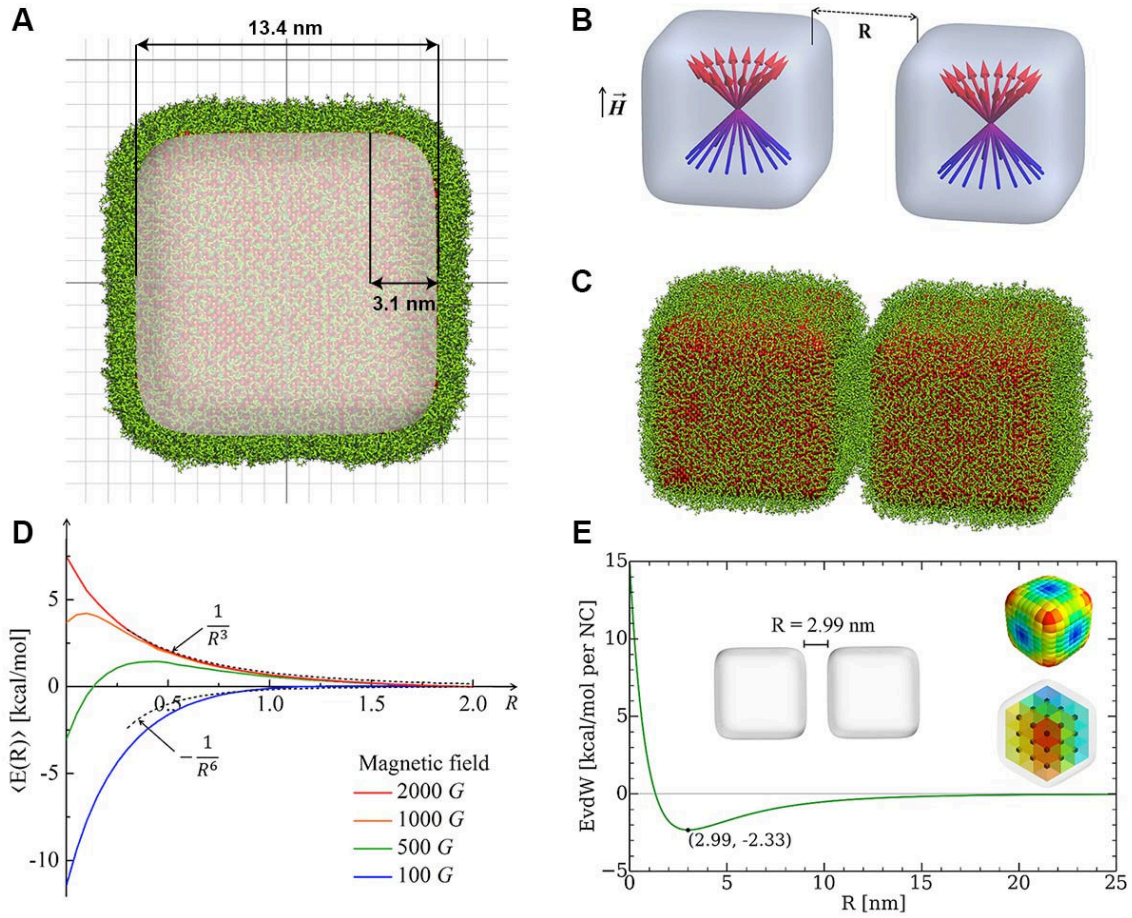 A
13.4 nm
3.1 nm
B
R
H⃗
C
D
⟨E(R)⟩ [kcal/mol]
5
0
-5
-10
0.5
1.0
1.5
2.0
R
1/R³
−1/R⁶
Magnetic field
2000 G
1000 G
500 G
100 G
E
EvdW [kcal/mol per NC]
15
10
5
0
−5
R = 2.99 nm
(2.99, -2.33)
0
5
10
15
20
25
R [nm]